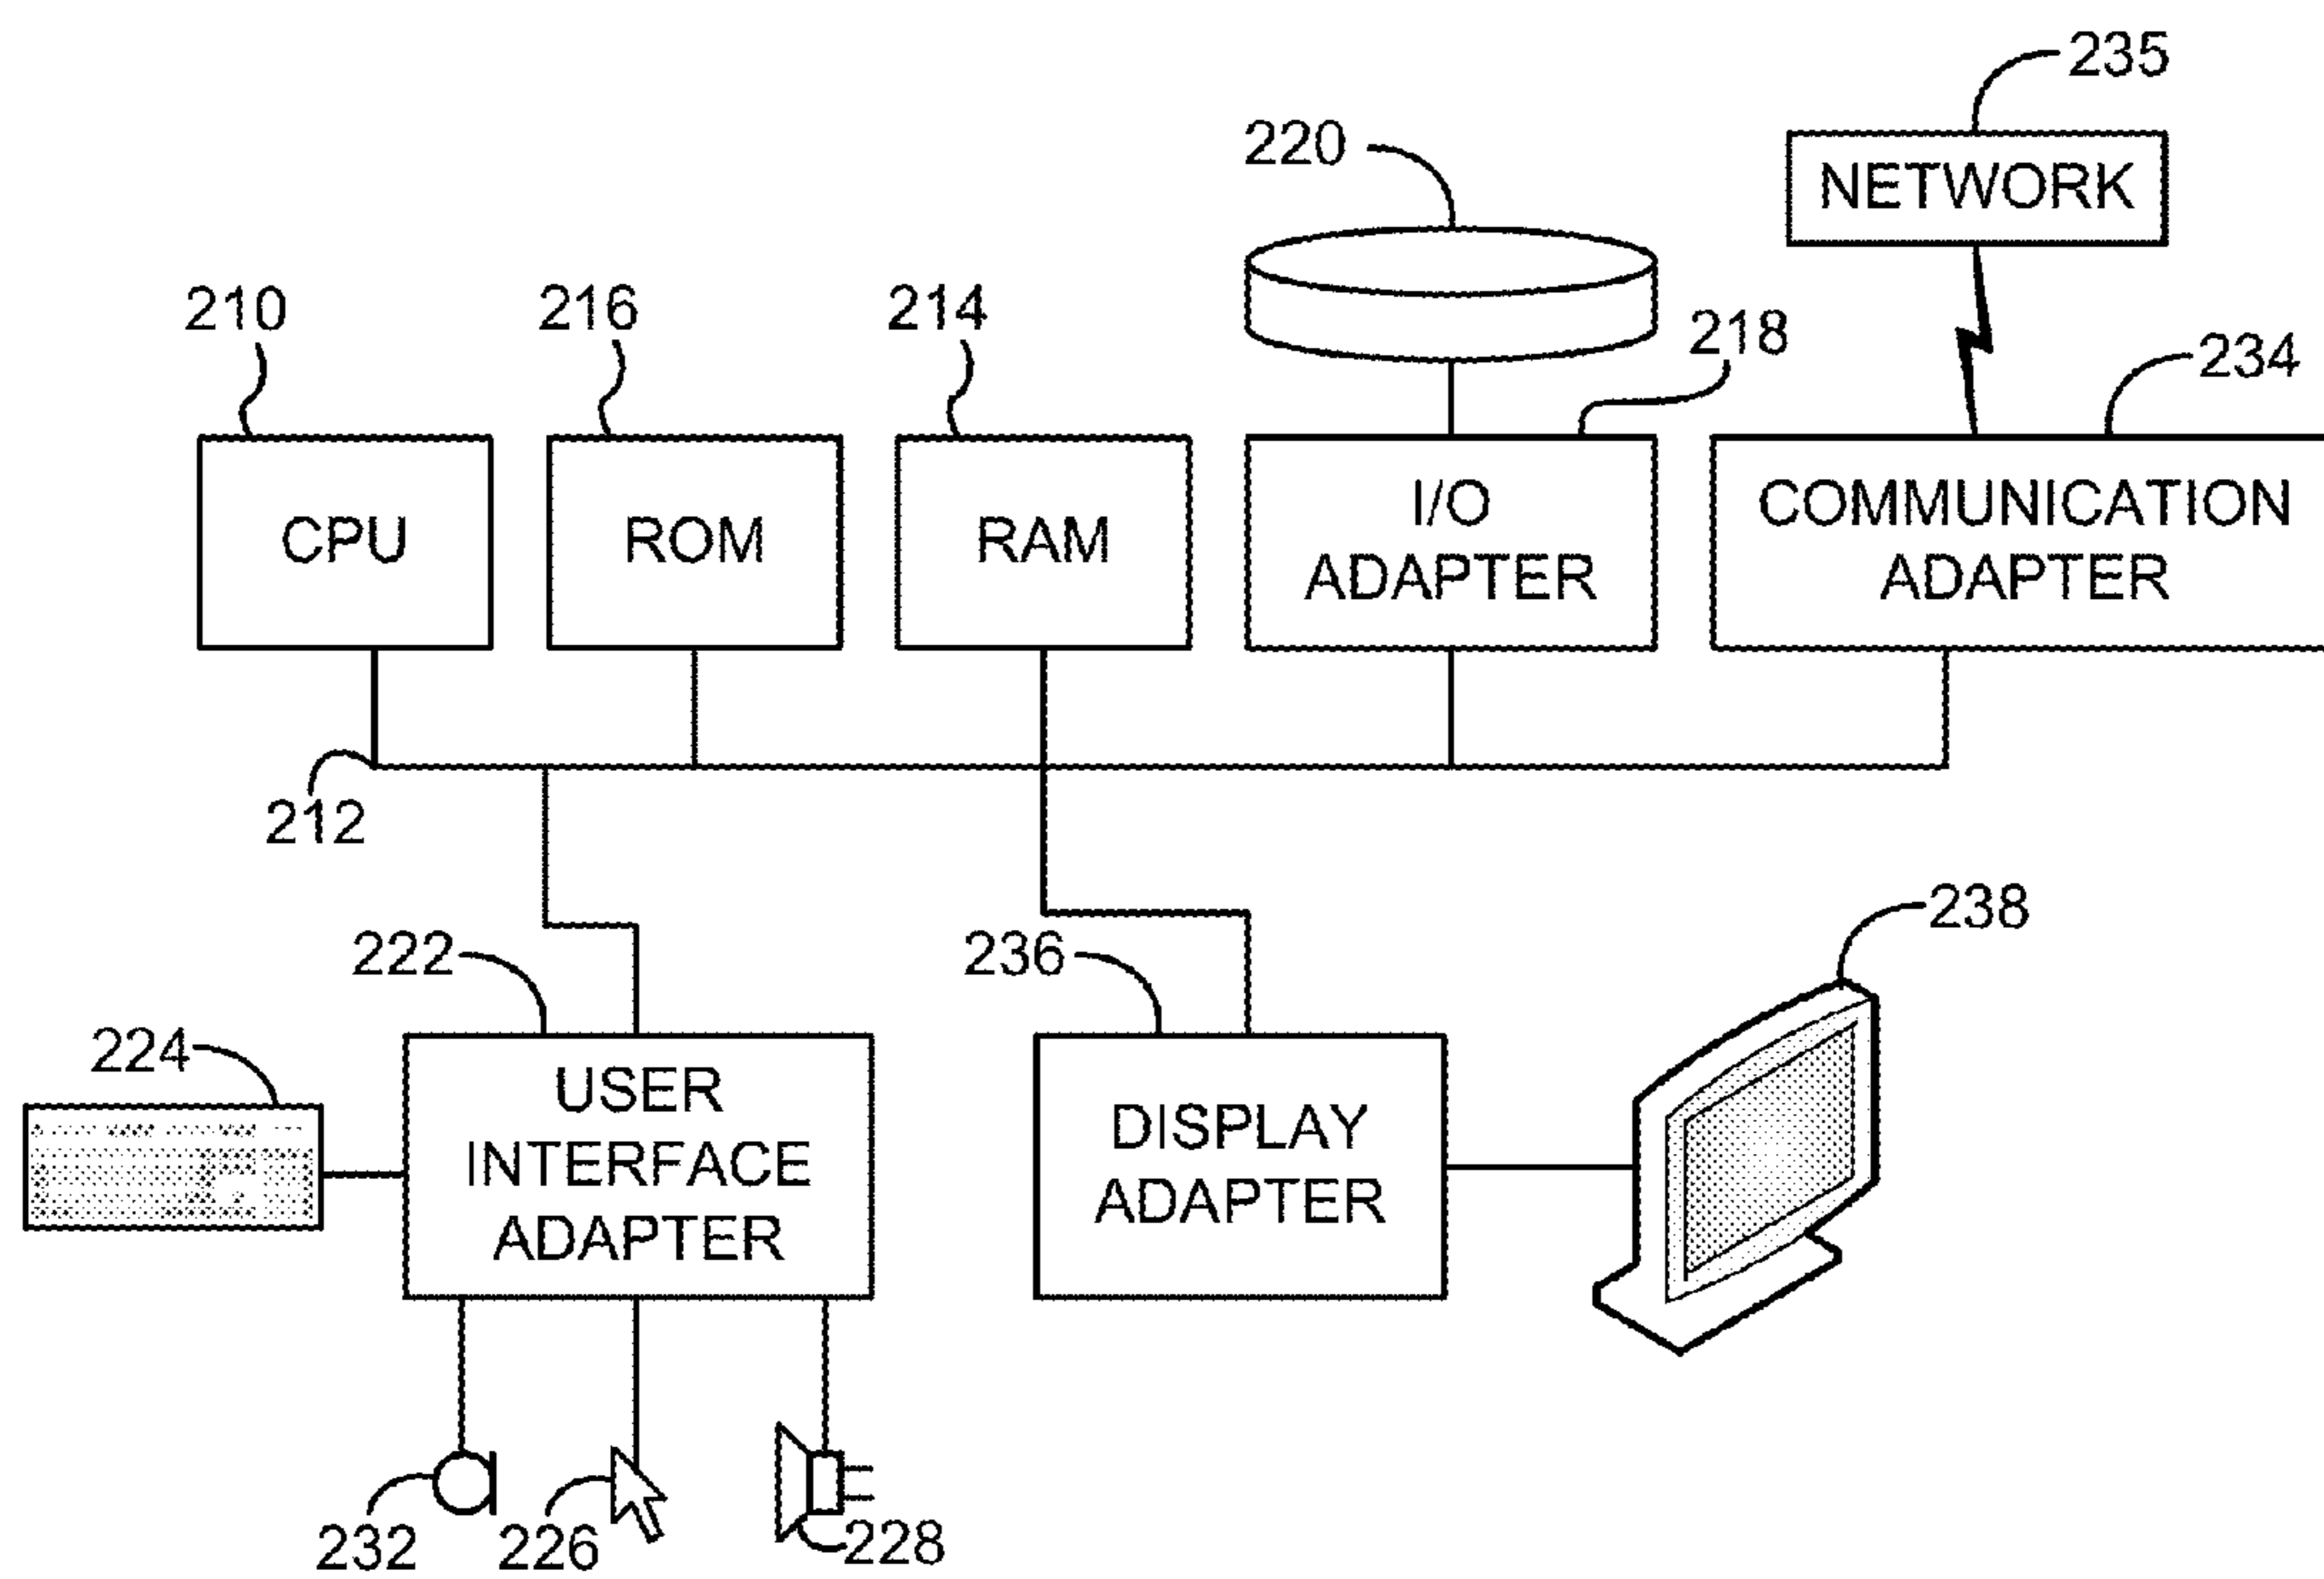 235
220
NETWORK
210
216
214
218
234
CPU
ROM
RAM
I/O
ADAPTER
COMMUNICATION
ADAPTER
212
238
222
236
224
USER
INTERFACE
ADAPTER
DISPLAY
ADAPTER
232
226
228